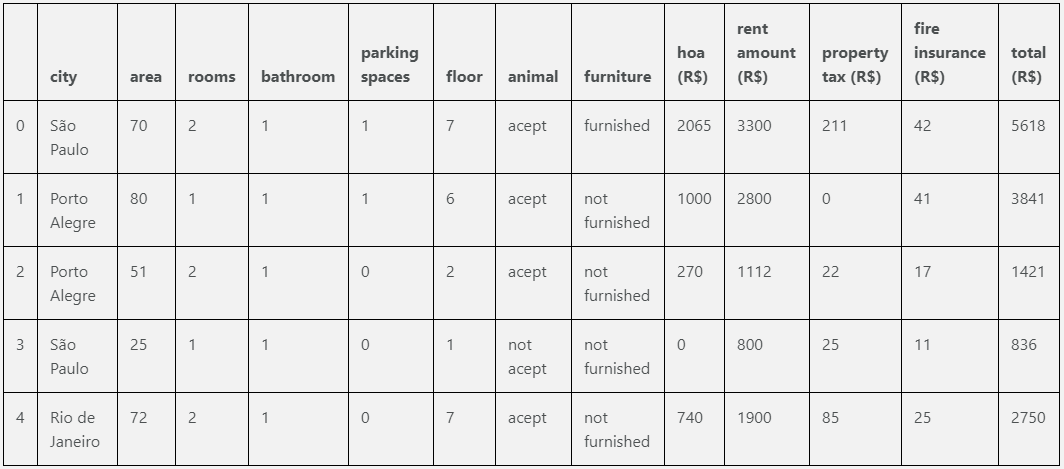 city area rooms bathroom parking spaces floor animal furniture hoa (R$) rent amount (R$) property tax (R$) fire insurance (R$) total (R$)
0 São Paulo 70 2 1 1 7 acept furnished 2065 3300 211 42 5618
1 Porto Alegre 80 1 1 1 6 acept not furnished 1000 2800 0 41 3841
2 Porto Alegre 51 2 1 0 2 acept not furnished 270 1112 22 17 1421
3 São Paulo 25 1 1 0 1 not acept not furnished 0 800 25 11 836
4 Rio de Janeiro 72 2 1 0 7 acept not furnished 740 1900 85 25 2750